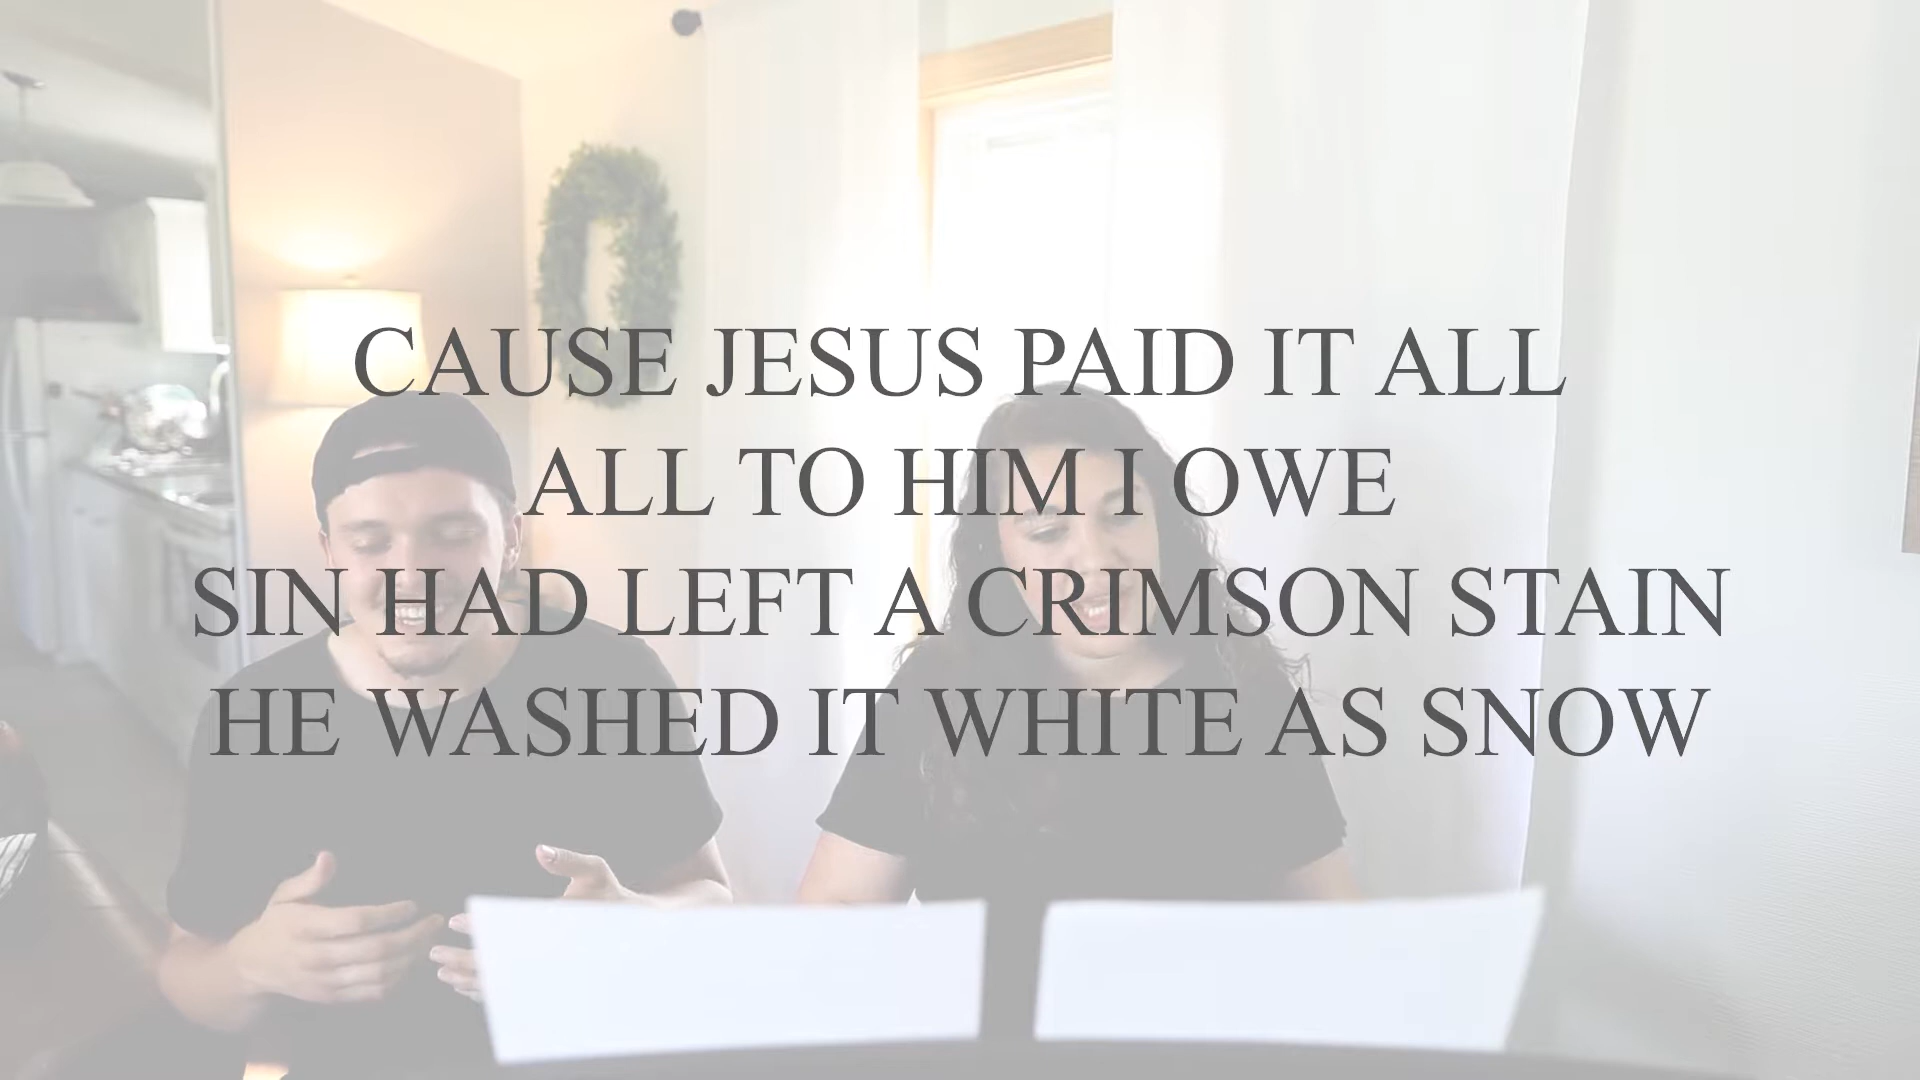 CAUSE JESUS PAID IT ALL
ALL TO HIM I OWE
SIN HAD LEFT A CRIMSON STAIN
HE WASHED IT WHITE AS SNOW